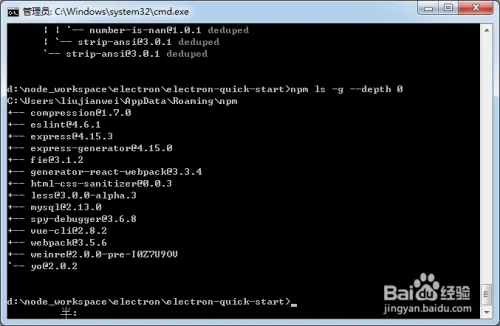 管理员: C:\Windows\system32\cmd.exe
| | `-- number-is-nan@1.0.1 deduped
| `-- strip-ansi@3.0.1 deduped
`-- strip-ansi@3.0.1 deduped
d:\node_workspace\electron\electron-quick-start>npm ls -g --depth 0
C:\Users\liujianwei\AppData\Roaming\npm
+-- compression@1.7.0
+-- eslint@4.6.1
+-- express@4.15.3
+-- express-generator@4.15.0
+-- fie@3.1.2
+-- generator-react-webpack@3.3.4
+-- html-css-sanitizer@0.0.3
+-- less@3.0.0-alpha.3
+-- mysql@2.13.0
+-- spy-debugger@3.6.8
+-- vue-cli@2.8.2
+-- webpack@3.5.6
+-- weinre@2.0.0-pre-I0Z7U9OV
`-- yo@2.0.2
d:\node_workspace\electron\electron-quick-start>
半:
Baidu 经验
jingyan.baidu.com